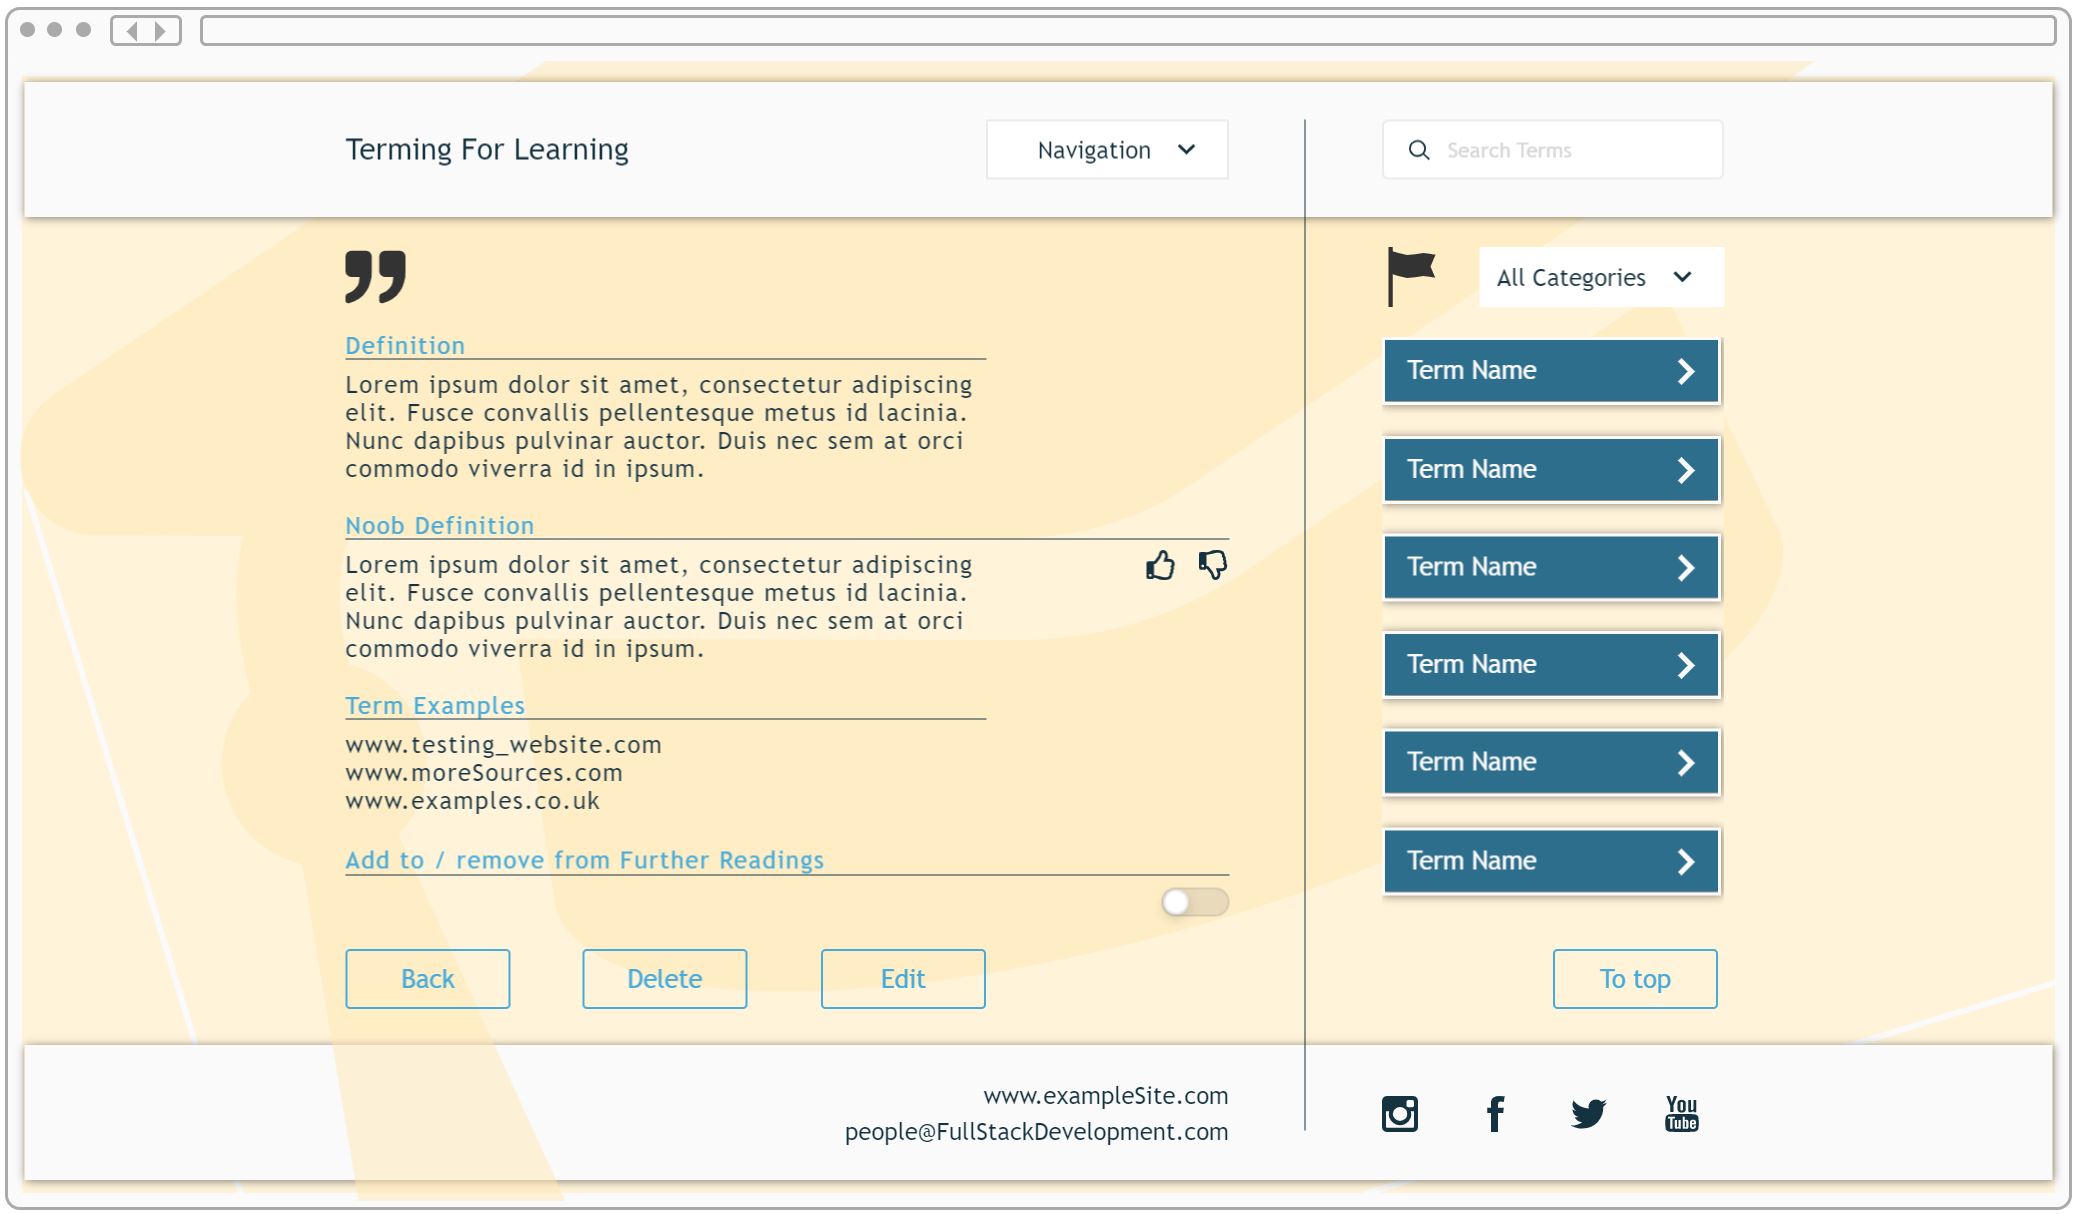 Terming For Learning
Navigation
Search Terms
All Categories
Definition
Lorem ipsum dolor sit amet, consectetur adipiscing
elit. Fusce convallis pellentesque metus id lacinia.
Nunc dapibus pulvinar auctor. Duis nec sem at orci
commodo viverra id in ipsum.
Noob Definition
Lorem ipsum dolor sit amet, consectetur adipiscing
elit. Fusce convallis pellentesque metus id lacinia.
Nunc dapibus pulvinar auctor. Duis nec sem at orci
commodo viverra id in ipsum.
Term Examples
www.testing_website.com
www.moreSources.com
www.examples.co.uk
Add to / remove from Further Readings
Back
Delete
Edit
Term Name
Term Name
Term Name
Term Name
Term Name
Term Name
To top
www.exampleSite.com
people@FullStackDevelopment.com
You
Tube